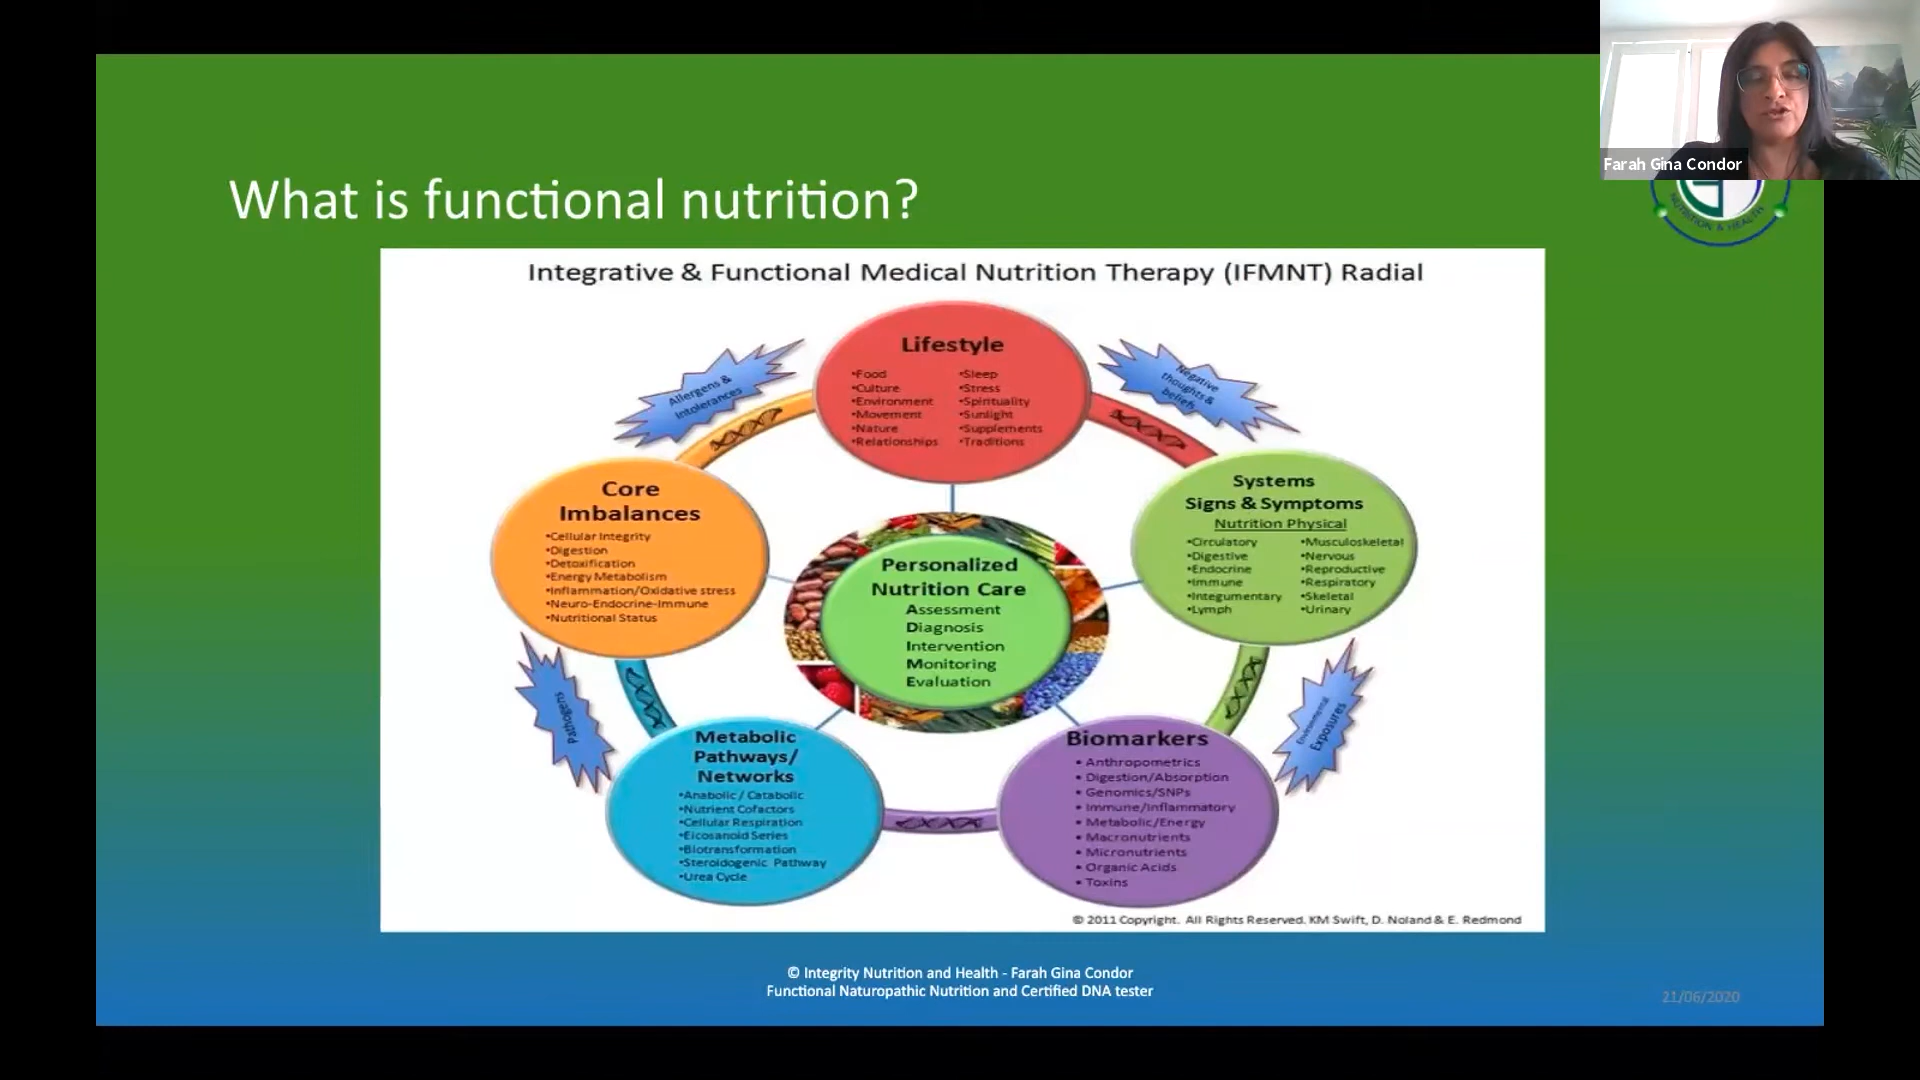 Farah Gina Condor
NUTRITION & HEALTH
What is functional nutrition?
Integrative & Functional Medical Nutrition Therapy (IFMNT) Radial
Allergens &
Intolerances
Lifestyle
•Food
•Culture
•Environment
•Movement
•Nature
•Relationships
•Sleep
•Stress
•Spirituality
•Sunlight
•Supplements
•Traditions
Negative
thoughts &
beliefs
Core
Imbalances
•Cellular Integrity
•Digestion
•Detoxification
•Energy Metabolism
•Inflammation/Oxidative stress
•Neuro-Endocrine-Immune
•Nutritional Status
Personalized
Nutrition Care
Assessment
Diagnosis
Intervention
Monitoring
Evaluation
Systems
Signs & Symptoms
Nutrition Physical
•Circulatory
•Digestive
•Endocrine
•Immune
•Integumentary
•Lymph
•Musculoskeletal
•Nervous
•Reproductive
•Respiratory
•Skeletal
•Urinary
Pathogens
Environmental
Exposures
Metabolic
Pathways/
Networks
•Anabolic / Catabolic
•Nutrient Cofactors
•Cellular Respiration
•Eicosanoid Series
•Biotransformation
•Steroidogenic Pathway
•Urea Cycle
Biomarkers
• Anthropometrics
• Digestion/Absorption
• Genomics/SNPs
• Immune/Inflammatory
• Metabolic/Energy
• Macronutrients
• Micronutrients
• Organic Acids
• Toxins
© 2011 Copyright. All Rights Reserved. KM Swift, D. Noland & E. Redmond
© Integrity Nutrition and Health - Farah Gina Condor
Functional Naturopathic Nutrition and Certified DNA tester
21/06/2020